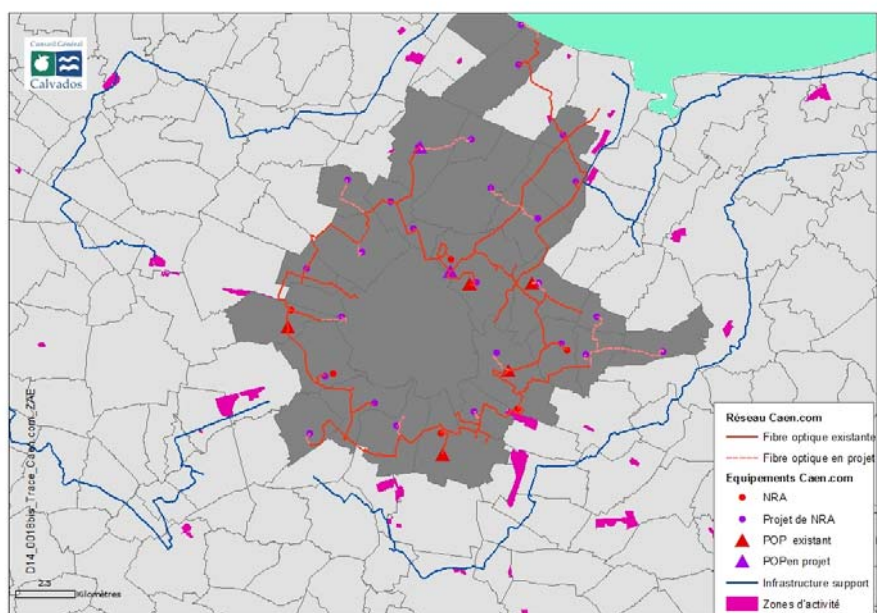 Conseil Général
Calvados
D14_0018bis_Trace_Caen.com_ZAE
2,5
Kilomètres
Réseau Caen.com
Fibre optique existante
Fibre optique en projet
Equipements Caen.com
NRA
Projet de NRA
POP existant
POPen projet
Infrastructure support
Zones d'activité